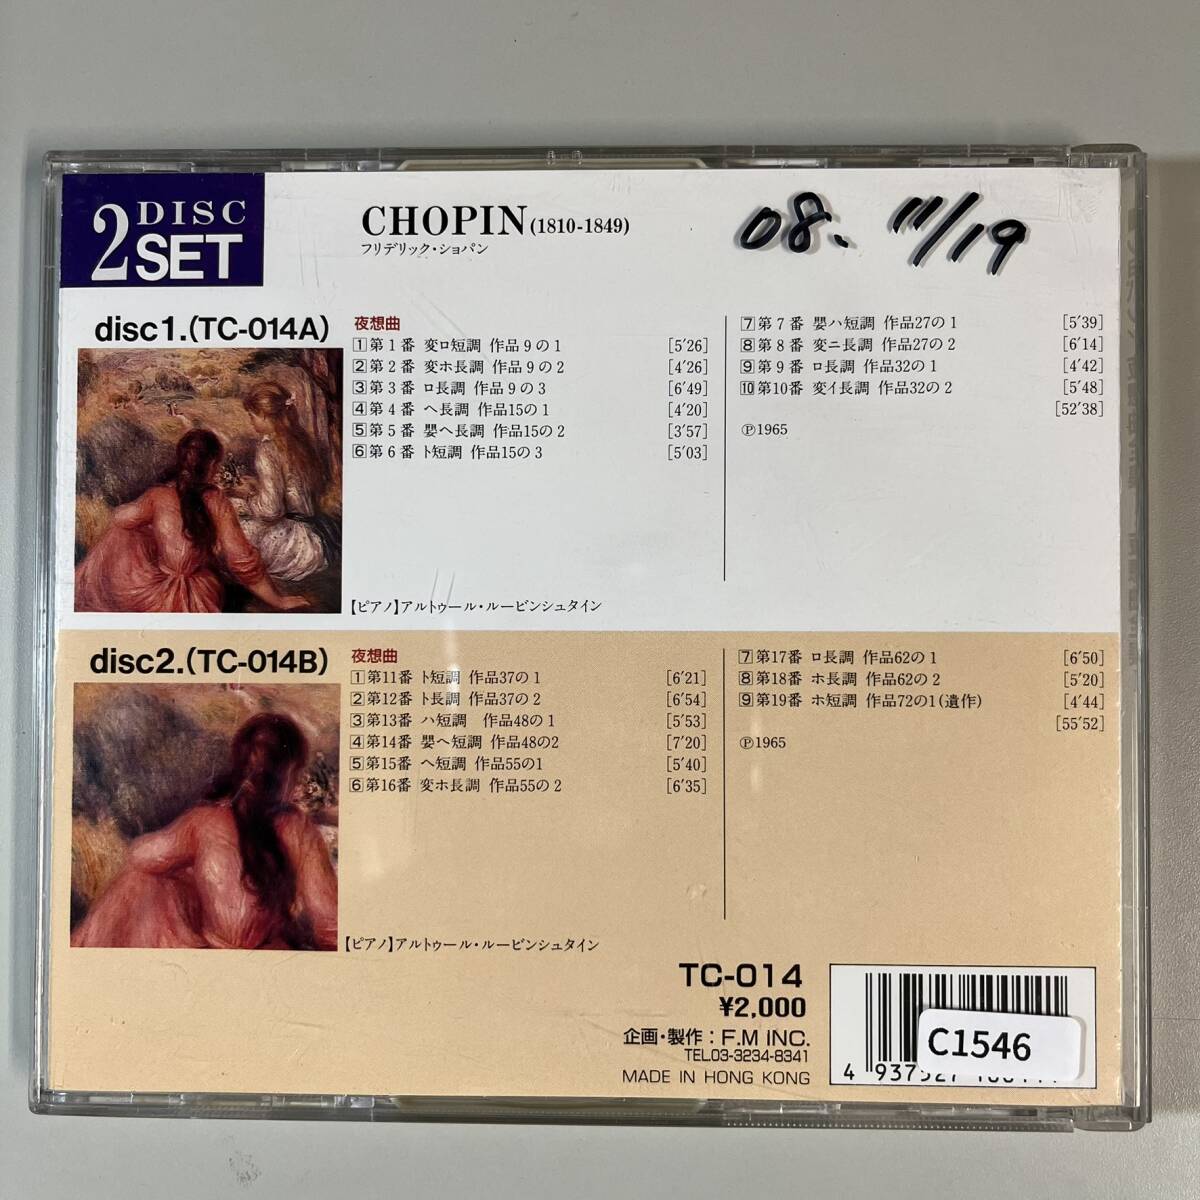 2 DISC SET
CHOPIN(1810-1849)
フリデリック・ショパン
08. 11/19
disc1.(TC-014A)
夜想曲
1 第1番 変ロ短調 作品9の1 [5'26]
2 第2番 変ホ長調 作品9の2 [4'26]
3 第3番 ロ長調 作品9の3 [6'49]
4 第4番 ヘ長調 作品15の1 [4'20]
5 第5番 嬰ヘ長調 作品15の2 [3'57]
6 第6番 ト短調 作品15の3 [5'03]
7 第7番 嬰ハ短調 作品27の1 [5'39]
8 第8番 変ニ長調 作品27の2 [6'14]
9 第9番 ロ長調 作品32の1 [4'42]
10 第10番 変イ長調 作品32の2 [5'48]
[52'38]
℗1965
【ピアノ】アルトゥール・ルービンシュタイン
disc2.(TC-014B)
夜想曲
1 第11番 ト短調 作品37の1 [6'21]
2 第12番 ト長調 作品37の2 [6'54]
3 第13番 ハ短調 作品48の1 [5'53]
4 第14番 嬰ヘ短調 作品48の2 [7'20]
5 第15番 ヘ短調 作品55の1 [5'40]
6 第16番 変ホ長調 作品55の2 [6'35]
7 第17番 ロ長調 作品62の1 [6'50]
8 第18番 ホ長調 作品62の2 [5'20]
9 第19番 ホ短調 作品72の1(遺作) [4'44]
[55'52]
℗1965
【ピアノ】アルトゥール・ルービンシュタイン
TC-014
¥2,000
企画・製作：F.M INC.
TEL.03-3234-8341
MADE IN HONG KONG
C1546
4 937327